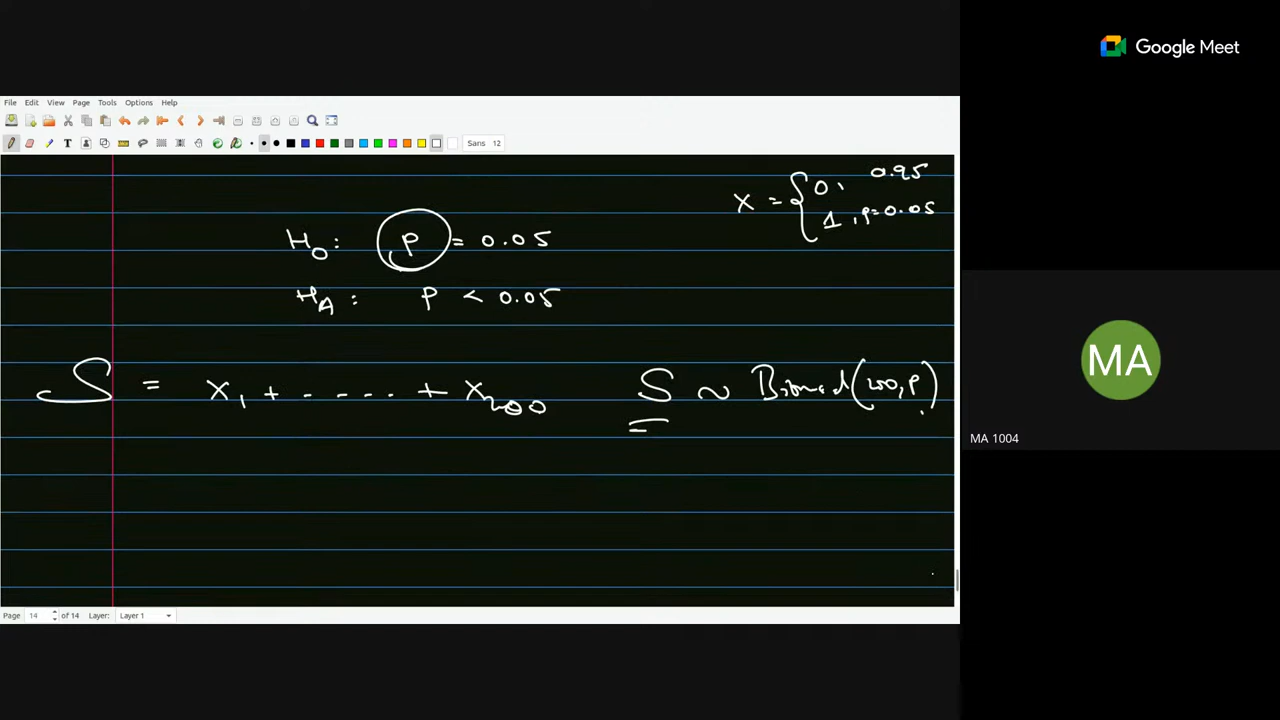 Google Meet
File Edit View Page Tools Options Help
Sans 12
X = { 0, 0.95
1, p=0.05
H0: p = 0.05
HA: p < 0.05
S = X1 + - - - - + X200
S ~ Binomial(200, p)
MA
MA 1004
Page 14 of 14 Layer: Layer 1